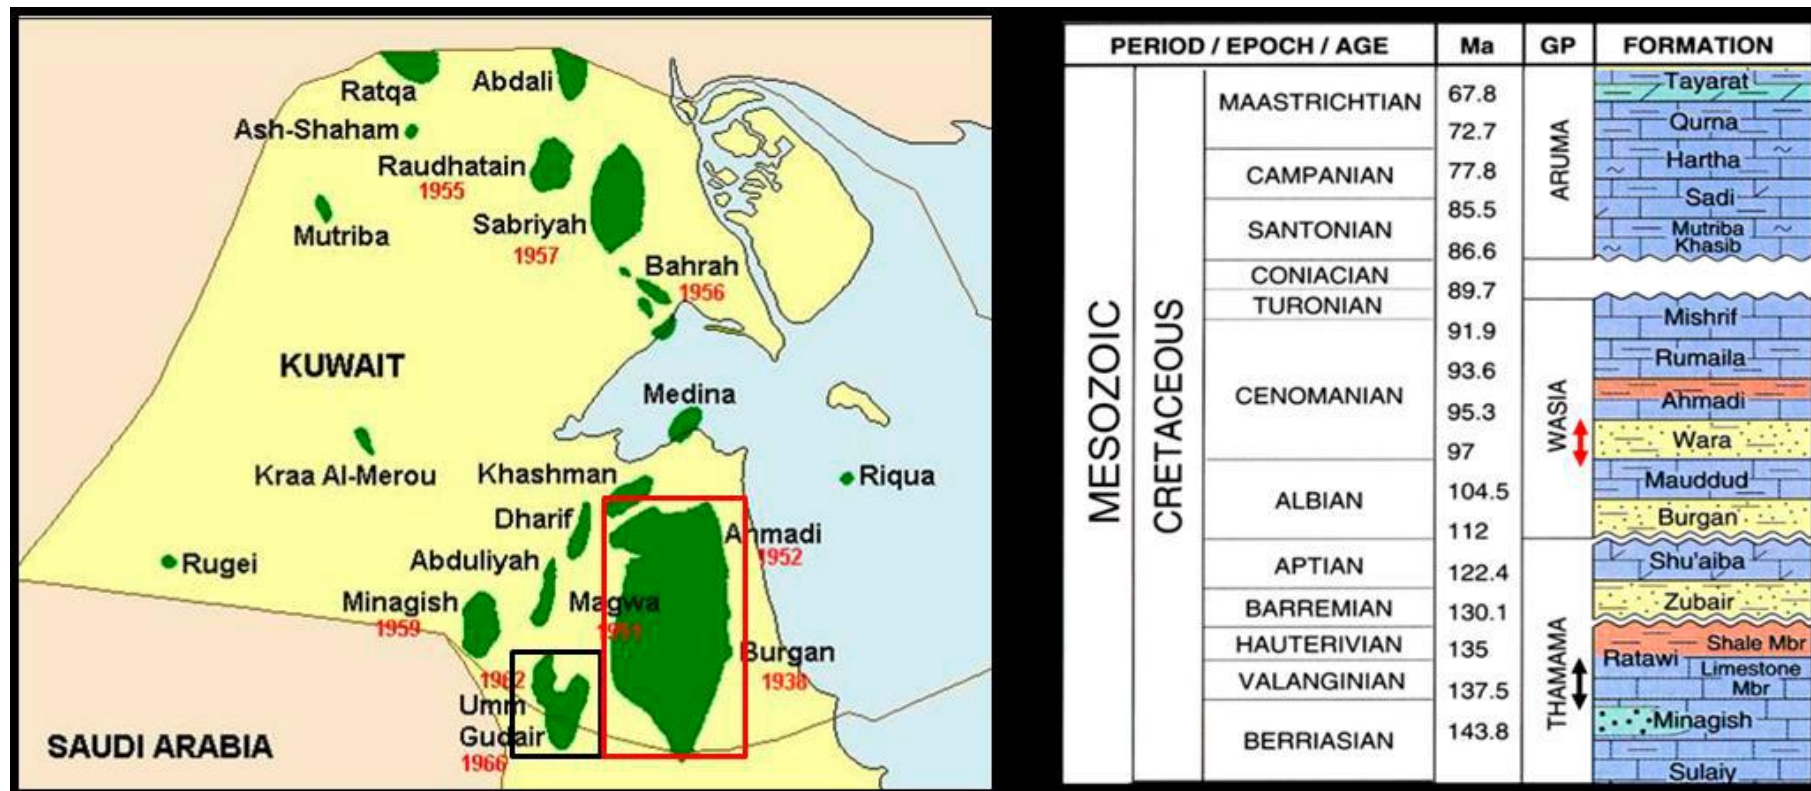 Ratqa
Abdali
Ash-Shaham
Raudhatain
1955
Sabriyah
1957
Mutriba
Bahrah
1956
KUWAIT
Medina
Kraa Al-Merou
Khashman
Riqua
Dharif
Ahmadi
1952
Rugei
Abduliyah
Minagish
1959
Magwa
1951
Burgan
1938
1962
Umm
Gudair
1966
SAUDI ARABIA
PERIOD / EPOCH / AGE
Ma
GP
FORMATION
MESOZOIC
CRETACEOUS
MAASTRICHTIAN
CAMPANIAN
SANTONIAN
CONIACIAN
TURONIAN
CENOMANIAN
ALBIAN
APTIAN
BARREMIAN
HAUTERIVIAN
VALANGINIAN
BERRIASIAN
67.8
72.7
77.8
85.5
86.6
89.7
91.9
93.6
95.3
97
104.5
112
122.4
130.1
135
137.5
143.8
ARUMA
WASIA
THAMAMA
Tayarat
Qurna
Hartha
Sadi
Mutriba
Khasib
Mishrif
Rumaila
Ahmadi
Wara
Mauddud
Burgan
Shu'aiba
Zubair
Shale Mbr
Ratawi
Limestone
Mbr
Minagish
Sulaiy